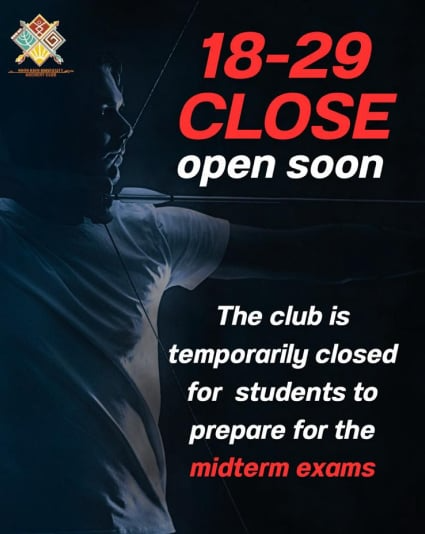 18-29
CLOSE
open soon
The club is
temporarily closed
for students to
prepare for the
midterm exams